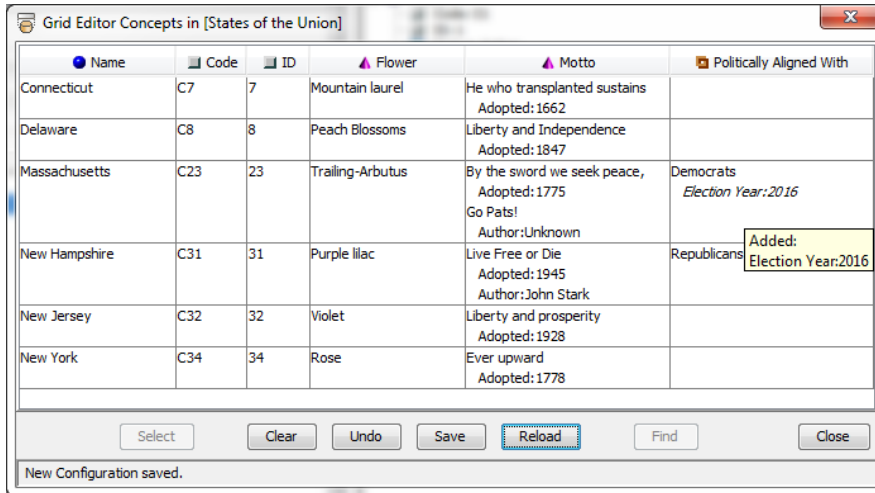 Grid Editor Concepts in [States of the Union]
Name Code ID Flower Motto Politically Aligned With
Connecticut C7 7 Mountain laurel He who transplanted sustains
Adopted:1662
Delaware C8 8 Peach Blossoms Liberty and Independence
Adopted:1847
Massachusetts C23 23 Trailing-Arbutus By the sword we seek peace, Democrats
Adopted:1775 Election Year:2016
Go Pats!
Author:Unknown
Added:
New Hampshire C31 31 Purple lilac Live Free or Die Republicans Election Year:2016
Adopted:1945
Author:John Stark
New Jersey C32 32 Violet Liberty and prosperity
Adopted:1928
New York C34 34 Rose Ever upward
Adopted:1778
Select Clear Undo Save Reload Find Close
New Configuration saved.